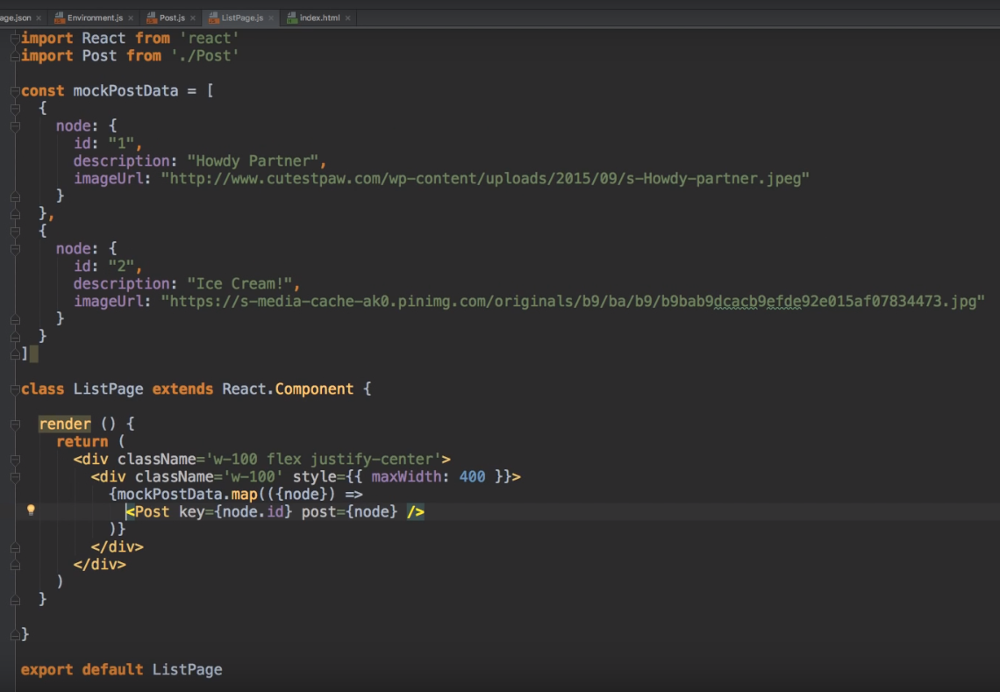 age.json Environment.js Post.js ListPage.js index.html
import React from 'react'
import Post from './Post'
const mockPostData = [
{
node: {
id: "1",
description: "Howdy Partner",
imageUrl: "http://www.cutestpaw.com/wp-content/uploads/2015/09/s-Howdy-partner.jpeg"
}
},
{
node: {
id: "2",
description: "Ice Cream!",
imageUrl: "https://s-media-cache-ak0.pinimg.com/originals/b9/ba/b9/b9bab9dcacb9efde92e015af07834473.jpg"
}
}
]
class ListPage extends React.Component {
render () {
return (
<div className='w-100 flex justify-center'>
<div className='w-100' style={{ maxWidth: 400 }}>
{mockPostData.map(({node}) =>
<Post key={node.id} post={node} />
)}
</div>
</div>
)
}
}
export default ListPage